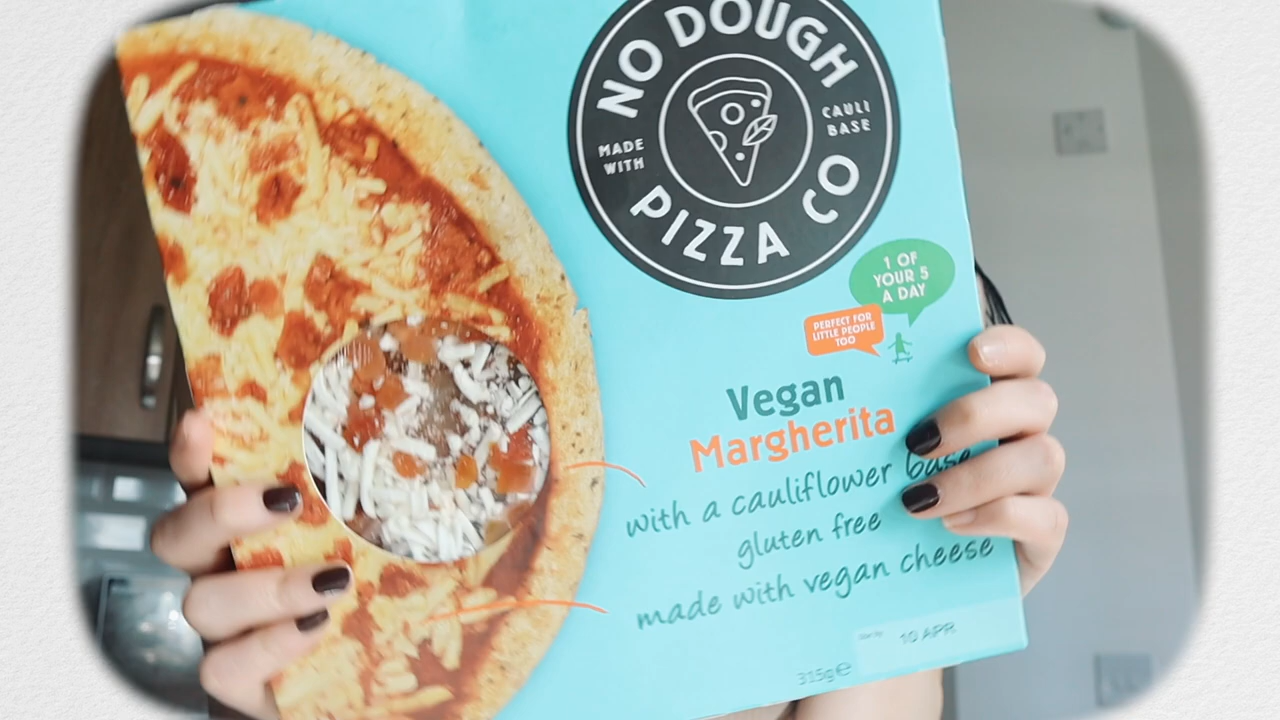 NO DOUGH
MADE WITH
CAULI BASE
PIZZA CO
1 OF
YOUR 5
A DAY
PERFECT FOR
LITTLE PEOPLE
TOO
Vegan
Margherita
with a cauliflower base
gluten free
made with vegan cheese
10 APR
315g℮